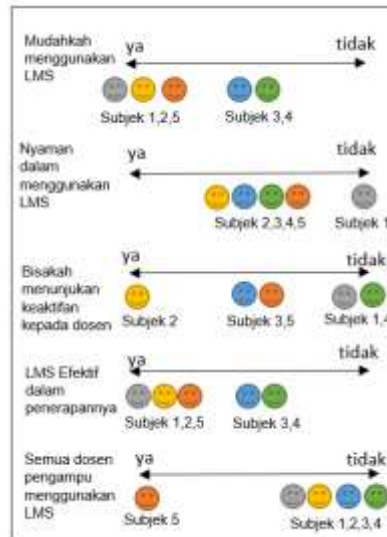 Mudahkah
menggunakan
LMS
ya
tidak
Subjek 1,2,5
Subjek 3,4
Nyaman
dalam
menggunakan
LMS
ya
tidak
Subjek 2,3,4,5
Subjek 1
Bisakah
menunjukan
keaktifan
kepada dosen
ya
tidak
Subjek 2
Subjek 3,5
Subjek 1,4
LMS Efektif
dalam
penerapannya
ya
tidak
Subjek 1,2,5
Subjek 3,4
Semua dosen
pengampu
menggunakan
LMS
ya
tidak
Subjek 5
Subjek 1,2,3,4